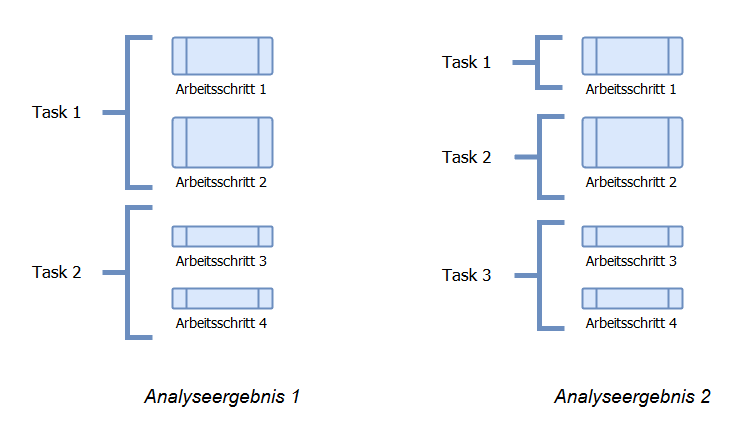 Task 1
Arbeitsschritt 1
Arbeitsschritt 2
Task 2
Arbeitsschritt 3
Arbeitsschritt 4
Analyseergebnis 1
Task 1
Arbeitsschritt 1
Task 2
Arbeitsschritt 2
Task 3
Arbeitsschritt 3
Arbeitsschritt 4
Analyseergebnis 2